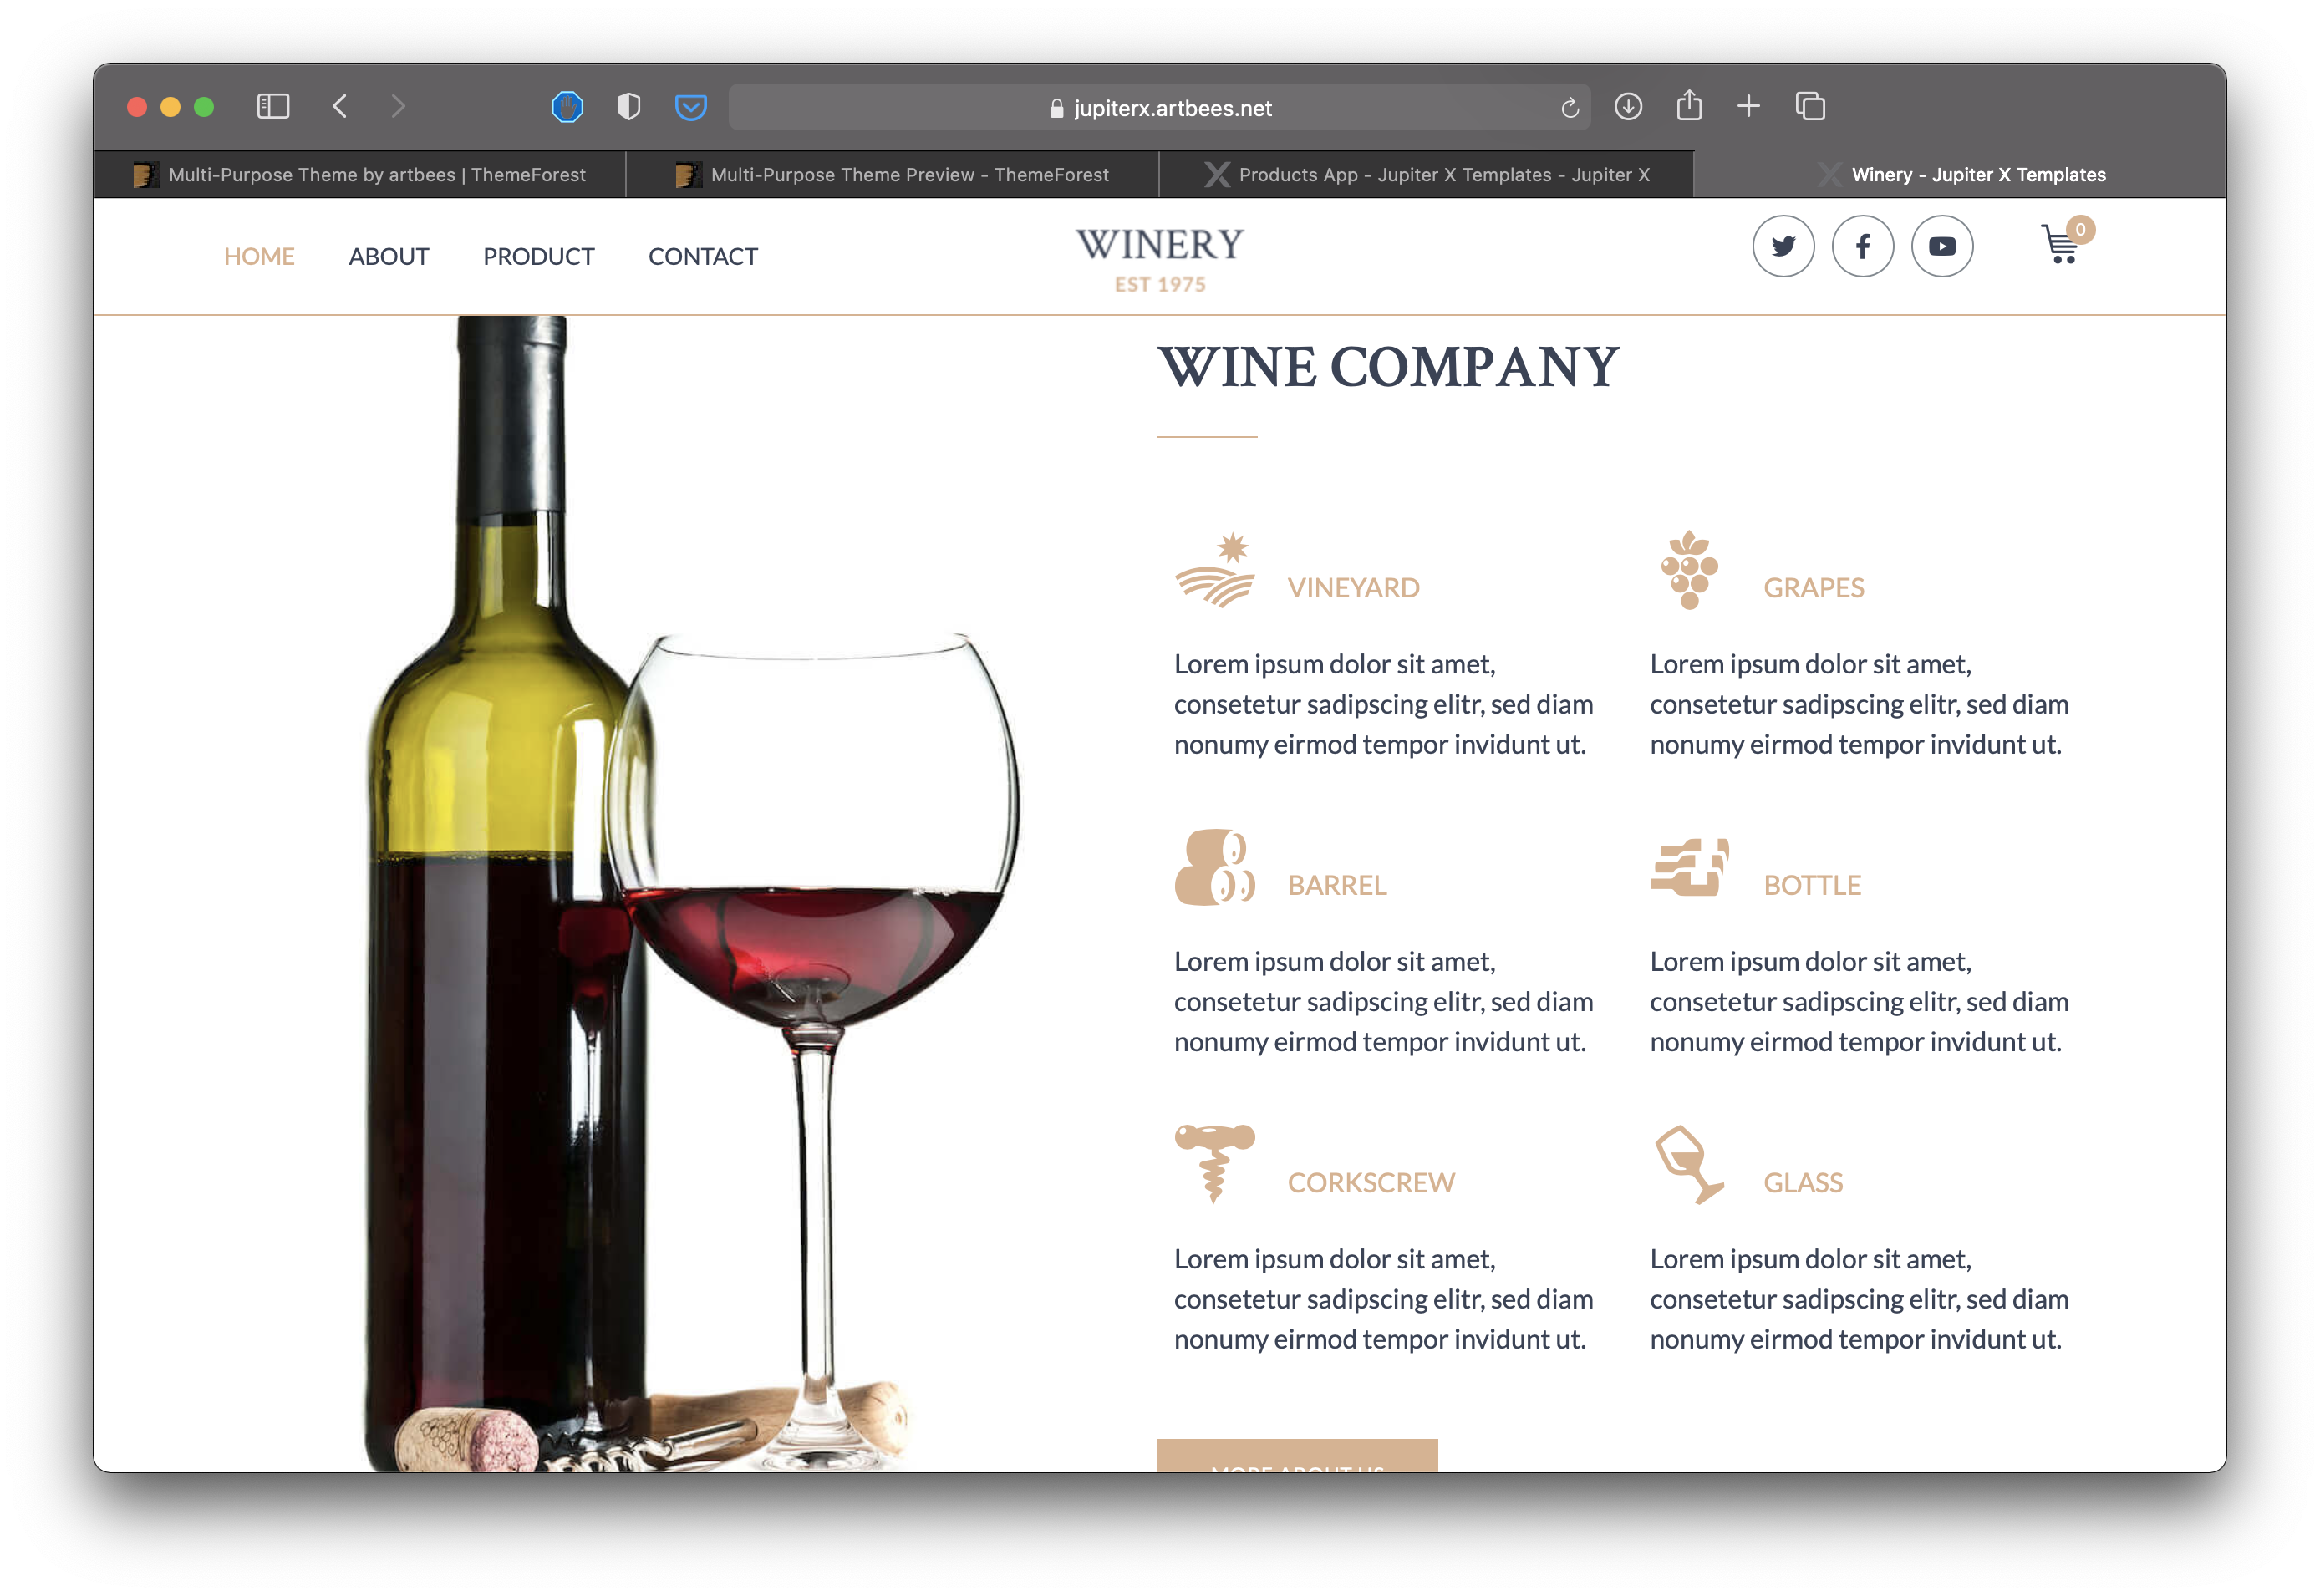 jupiterx.artbees.net
Multi-Purpose Theme by artbees | ThemeForest
Multi-Purpose Theme Preview - ThemeForest
Products App - Jupiter X Templates - Jupiter X
Winery - Jupiter X Templates
HOME
ABOUT
PRODUCT
CONTACT
WINERY
EST 1975
0
WINE COMPANY
VINEYARD
Lorem ipsum dolor sit amet,
consetetur sadipscing elitr, sed diam
nonumy eirmod tempor invidunt ut.
GRAPES
Lorem ipsum dolor sit amet,
consetetur sadipscing elitr, sed diam
nonumy eirmod tempor invidunt ut.
BARREL
Lorem ipsum dolor sit amet,
consetetur sadipscing elitr, sed diam
nonumy eirmod tempor invidunt ut.
BOTTLE
Lorem ipsum dolor sit amet,
consetetur sadipscing elitr, sed diam
nonumy eirmod tempor invidunt ut.
CORKSCREW
Lorem ipsum dolor sit amet,
consetetur sadipscing elitr, sed diam
nonumy eirmod tempor invidunt ut.
GLASS
Lorem ipsum dolor sit amet,
consetetur sadipscing elitr, sed diam
nonumy eirmod tempor invidunt ut.
MORE ABOUT US